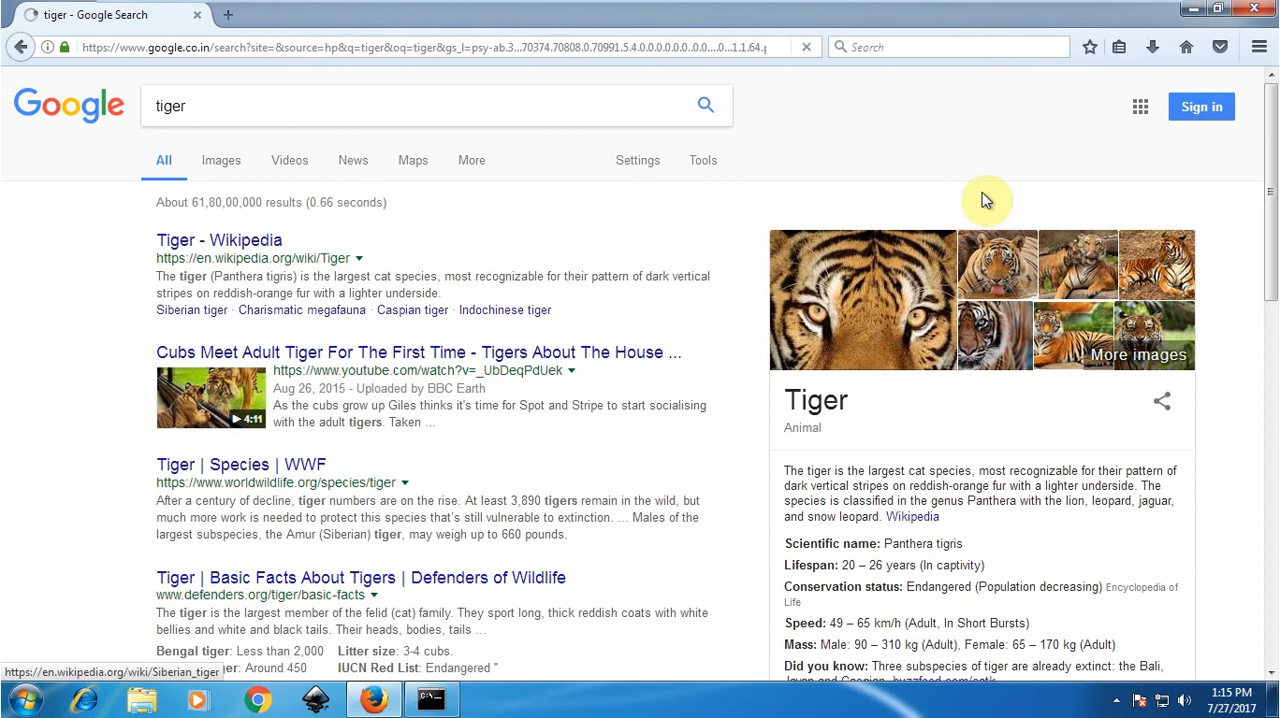 tiger - Google Search
https://www.google.co.in/search?site=&source=hp&q=tiger&oq=tiger&gs_l=psy-ab.3...70374.70808.0.70991.5.4.0.0.0.0.0.0..0....0...1.1.64.p
Search
Google
tiger
Sign in
All Images Videos News Maps More Settings Tools
About 61,80,00,000 results (0.66 seconds)
Tiger - Wikipedia
https://en.wikipedia.org/wiki/Tiger
The tiger (Panthera tigris) is the largest cat species, most recognizable for their pattern of dark vertical
stripes on reddish-orange fur with a lighter underside.
Siberian tiger · Charismatic megafauna · Caspian tiger · Indochinese tiger
Cubs Meet Adult Tiger For The First Time - Tigers About The House ...
https://www.youtube.com/watch?v=_UbDeqPdUek
Aug 26, 2015 - Uploaded by BBC Earth
As the cubs grow up Giles thinks it's time for Spot and Stripe to start socialising
with the adult tigers. Taken ...
4:11
Tiger | Species | WWF
https://www.worldwildlife.org/species/tiger
After a century of decline, tiger numbers are on the rise. At least 3,890 tigers remain in the wild, but
much more work is needed to protect this species that's still vulnerable to extinction. ... Males of the
largest subspecies, the Amur (Siberian) tiger, may weigh up to 660 pounds.
Tiger | Basic Facts About Tigers | Defenders of Wildlife
www.defenders.org/tiger/basic-facts
The tiger is the largest member of the felid (cat) family. They sport long, thick reddish coats with white
bellies and white and black tails. Their heads, bodies, tails ...
Bengal tiger: Less than 2,000 Litter size: 3-4 cubs.
Around 450 IUCN Red List: Endangered "
More images
Tiger
Animal
The tiger is the largest cat species, most recognizable for their pattern of
dark vertical stripes on reddish-orange fur with a lighter underside. The
species is classified in the genus Panthera with the lion, leopard, jaguar,
and snow leopard. Wikipedia
Scientific name: Panthera tigris
Lifespan: 20 – 26 years (In captivity)
Conservation status: Endangered (Population decreasing) Encyclopedia of
Life
Speed: 49 – 65 km/h (Adult, In Short Bursts)
Mass: Male: 90 – 310 kg (Adult), Female: 65 – 170 kg (Adult)
Did you know: Three subspecies of tiger are already extinct: the Bali,
Javan and Caspian. buzzfeed.com/catk
https://en.wikipedia.org/wiki/Siberian_tiger
1:15 PM
7/27/2017